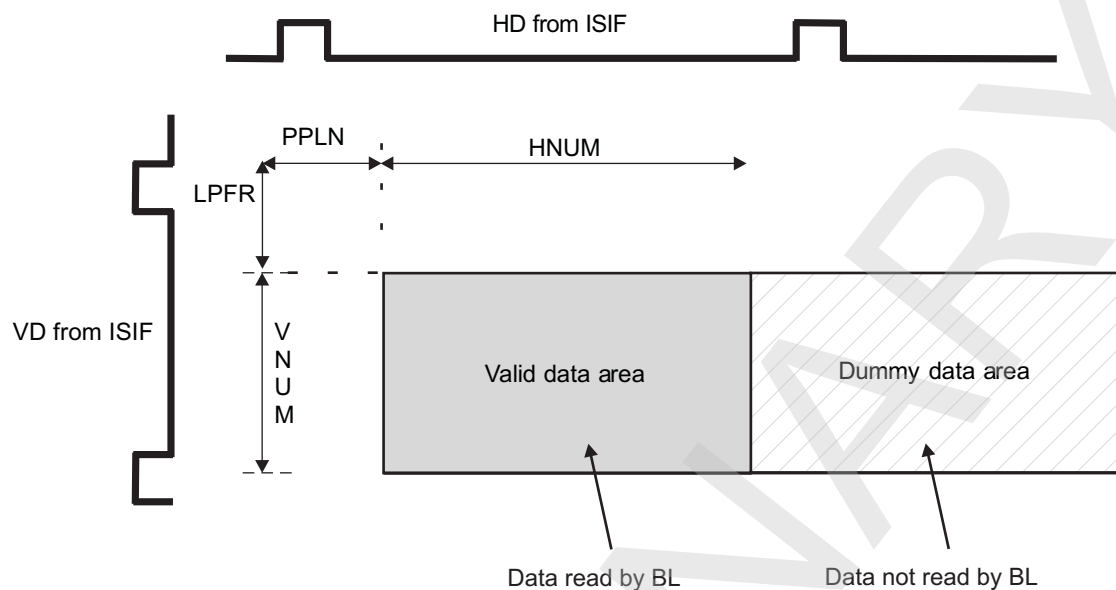 HD from ISIF
PPLN
HNUM
LPFR
VD from ISIF
V
N
U
M
Valid data area
Dummy data area
Data read by BL
Data not read by BL